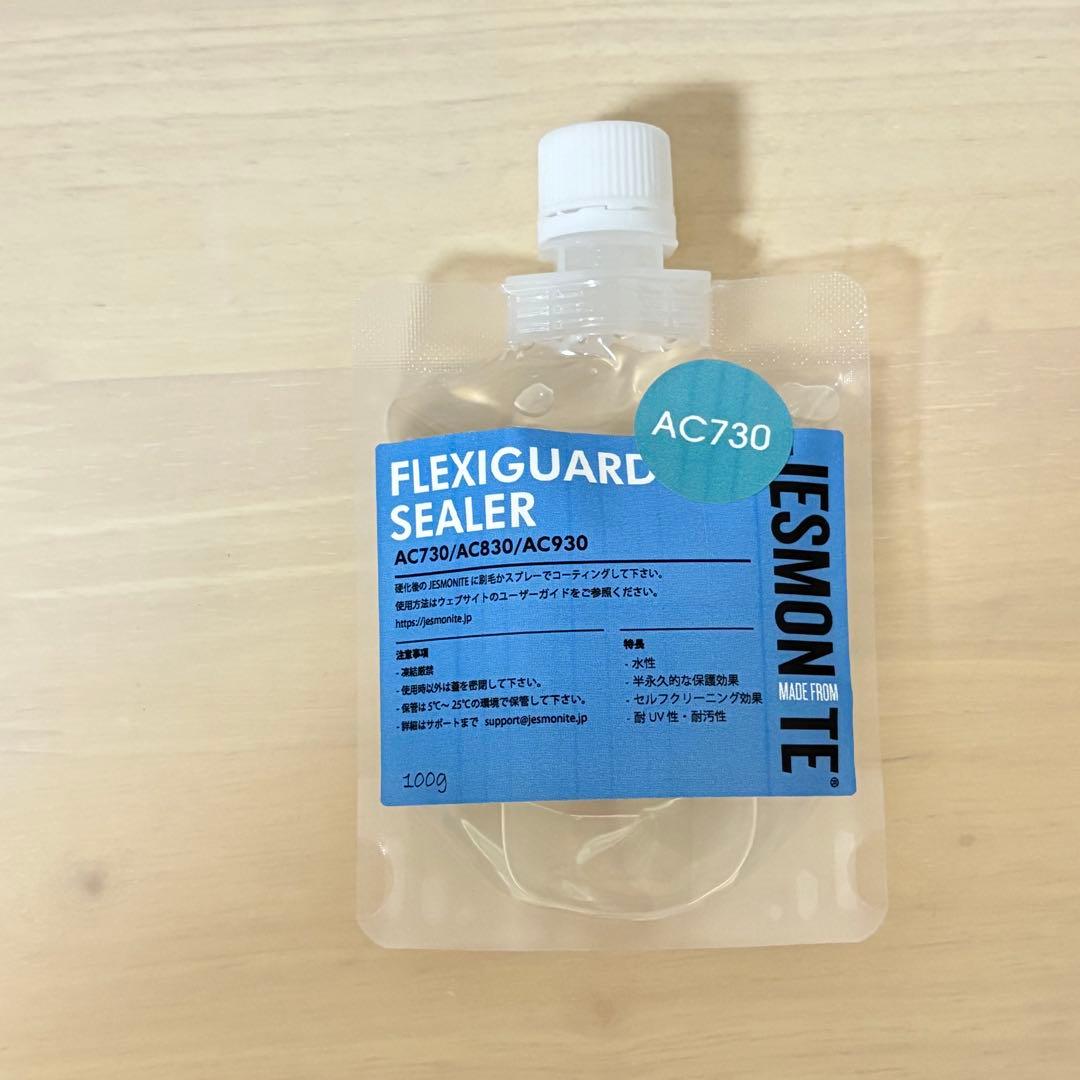 AC730
FLEXIGUARD
SEALER
AC730/AC830/AC930
硬化後の JESMONITE に刷毛かスプレーでコーティングして下さい。
使用方法はウェブサイトのユーザーガイドをご参照ください。
https://jesmonite.jp
注意事項
- 凍結厳禁
- 使用時以外は蓋を密閉して下さい。
- 保管は 5℃〜 25℃の環境で保管して下さい。
- 詳細はサポートまで support@jesmonite.jp
特長
- 水性
- 半永久的な保護効果
- セルフクリーニング効果
- 耐 UV 性・耐汚性
100g
JESMON
MADE FROM
TE®